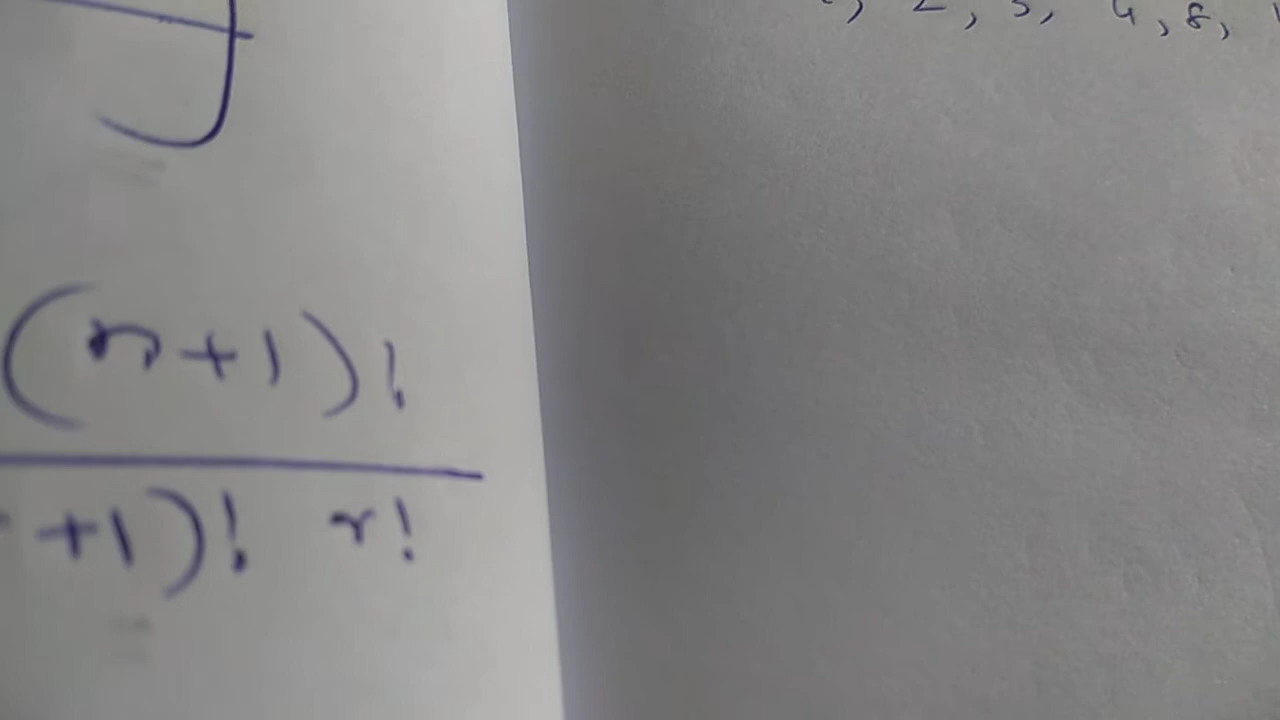 2, 3, 4, 8,
(n+1)!
+1)! r!